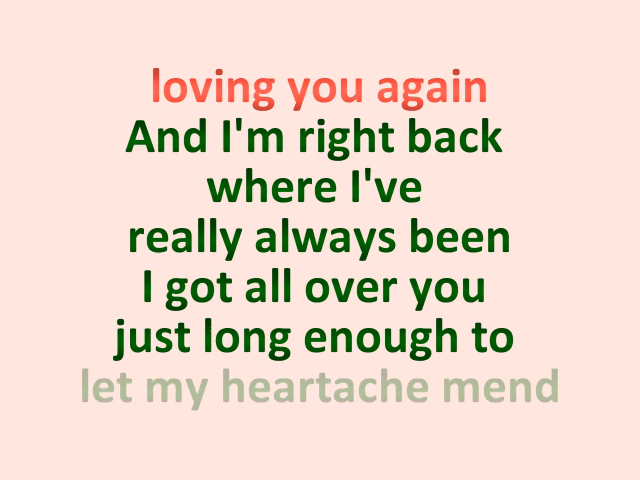 loving you again
And I'm right back
where I've
really always been
I got all over you
just long enough to
let my heartache mend